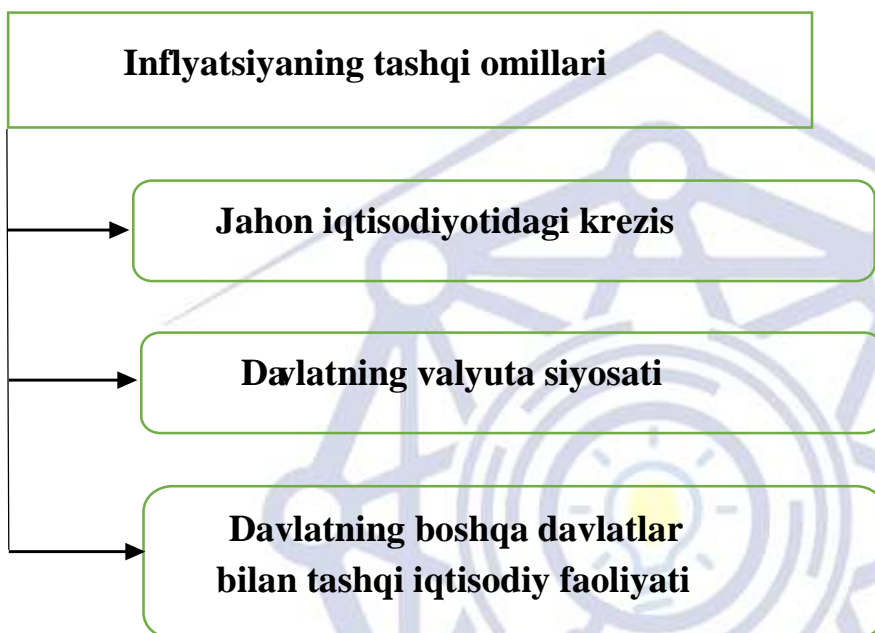 Inflyatsiyaning tashqi omillari
Jahon iqtisodiyotidagi krezis
Davlatning valyuta siyosati
Davlatning boshqa davlatlar
bilan tashqi iqtisodiy faoliyati